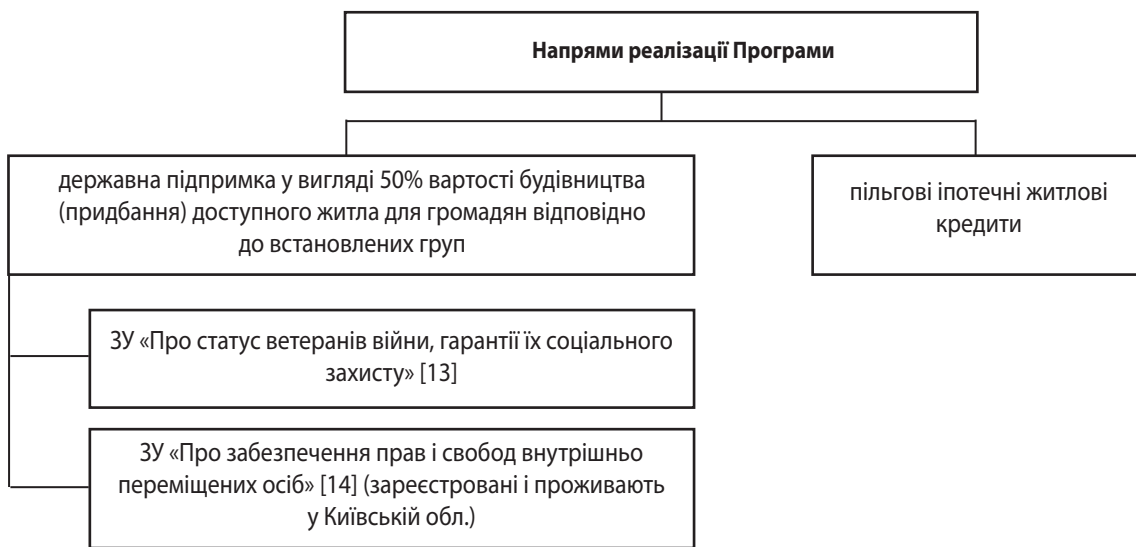 Напрями реалізації Програми
державна підпримка у вигляді 50% вартості будівництва
(придбання) доступного житла для громадян відповідно
до встановлених груп
пільгові іпотечні житлові
кредити
ЗУ «Про статус ветеранів війни, гарантії їх соціального
захисту» [13]
ЗУ «Про забезпечення прав і свобод внутрішньо
переміщених осіб» [14] (зареєстровані і проживають
у Київській обл.)